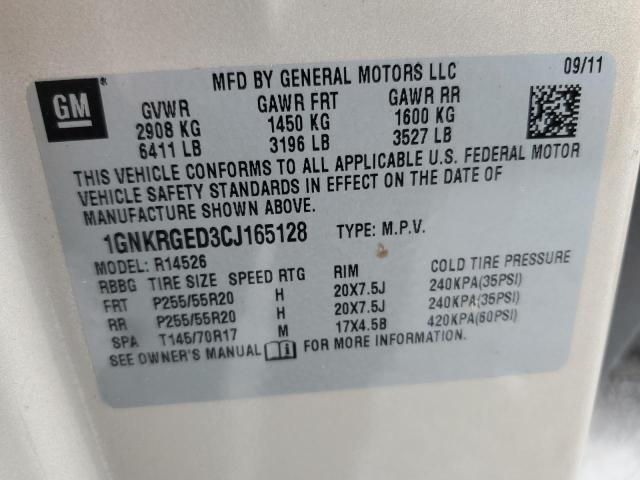 GM
MFD BY GENERAL MOTORS LLC 09/11
GVWR GAWR FRT GAWR RR
2908 KG 1450 KG 1600 KG
6411 LB 3196 LB 3527 LB
THIS VEHICLE CONFORMS TO ALL APPLICABLE U.S. FEDERAL MOTOR
VEHICLE SAFETY STANDARDS IN EFFECT ON THE DATE OF
MANUFACTURE SHOWN ABOVE.
1GNKRGED3CJ165128 TYPE: M.P.V.
MODEL: R14526
RBBG TIRE SIZE SPEED RTG RIM COLD TIRE PRESSURE
FRT P255/55R20 H 20X7.5J 240KPA(35PSI)
RR P255/55R20 H 20X7.5J 240KPA(35PSI)
SPA T145/70R17 M 17X4.5B 420KPA(60PSI)
SEE OWNER'S MANUAL FOR MORE INFORMATION.